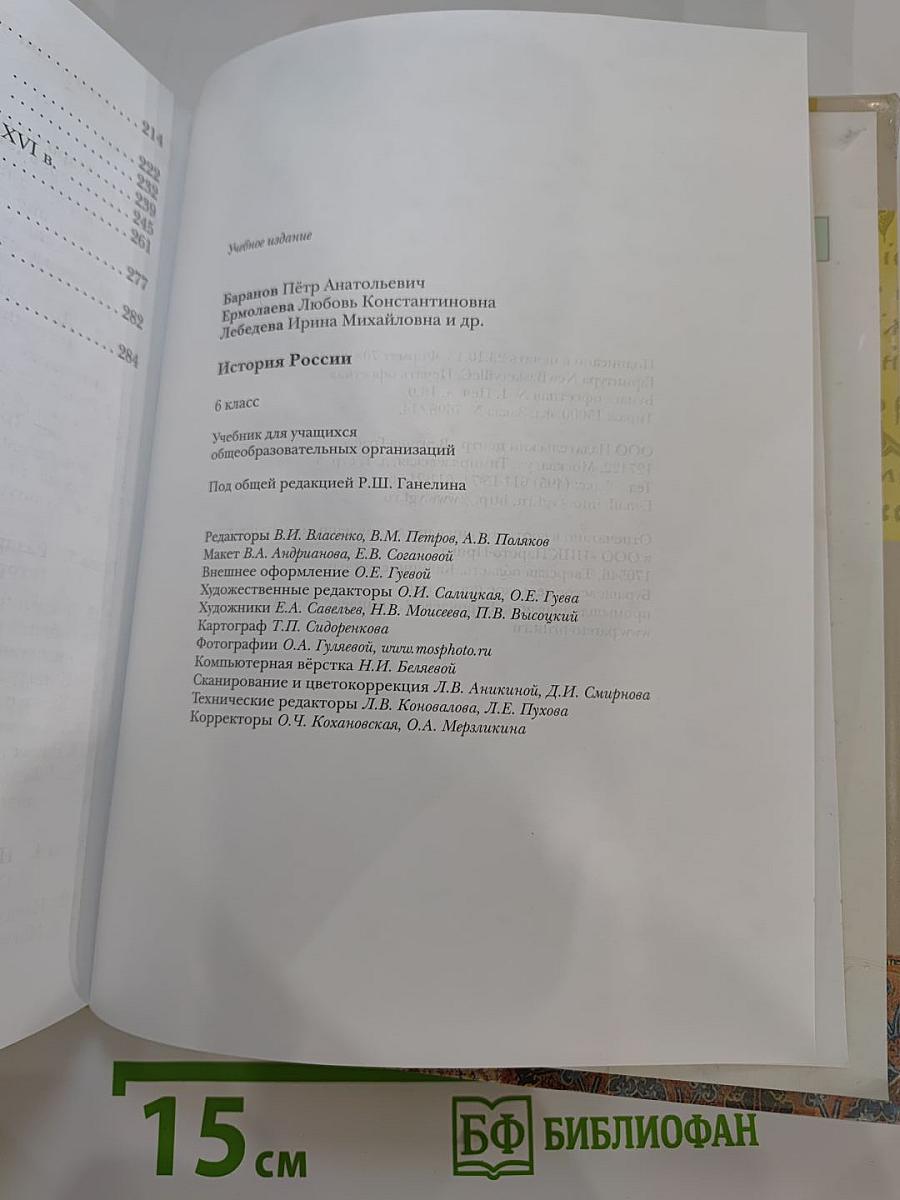 214
222
XVI в.
232
239
245
261
277
282
284
Учебное издание
Баранов Пётр Анатольевич
Ермолаева Любовь Константиновна
Лебедева Ирина Михайловна и др.
История России
6 класс
Учебник для учащихся
общеобразовательных организаций
Под общей редакцией Р.Ш. Ганелина
Редакторы В.И. Власенко, В.М. Петров, А.В. Поляков
Макет В.А. Андрианова, Е.В. Согановой
Внешнее оформление О.Е. Гуевой
Художественные редакторы О.И. Салицкая, О.Е. Гуева
Художники Е.А. Савельев, Н.В. Моисеева, П.В. Высоцкий
Картограф Т.П. Сидоренкова
Фотографии О.А. Гуляевой, www.mosphoto.ru
Компьютерная вёрстка Н.И. Беляевой
Сканирование и цветокоррекция Л.В. Аникиной, Д.И. Смирнова
Технические редакторы Л.В. Коновалова, Л.Е. Пухова
Корректоры О.Ч. Кохановская, О.А. Мерзликина
15 см
БФ БИБЛИОФАН